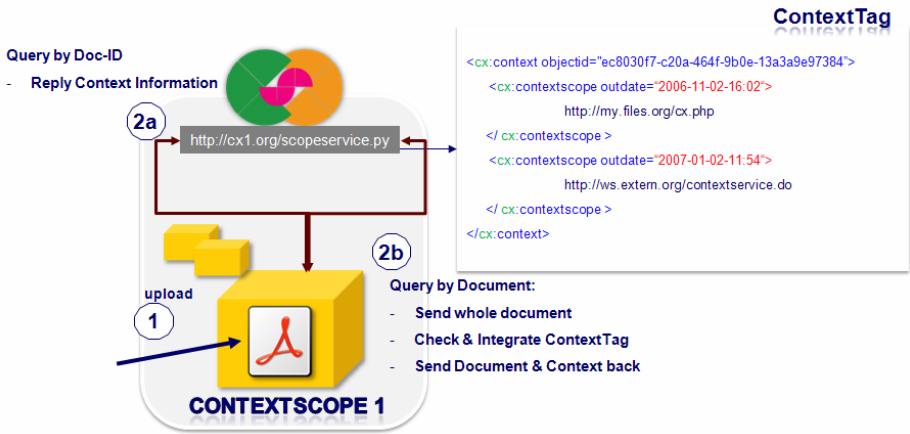 ContextTag
Query by Doc-ID
- Reply Context Information
2a
http://cx1.org/scopeservice.py
<cx:context objectid="ec8030f7-c20a-464f-9b0e-13a3a9e97384">
<cx:contextscope outdate="2006-11-02-16:02">
http://my.files.org/cx.php
</ cx:contextscope >
<cx:contextscope outdate="2007-01-02-11:54">
http://ws.extern.org/contextservice.do
</ cx:contextscope >
</cx:context>
2b
Query by Document:
- Send whole document
- Check & Integrate ContextTag
- Send Document & Context back
upload
1
CONTEXTSCOPE 1